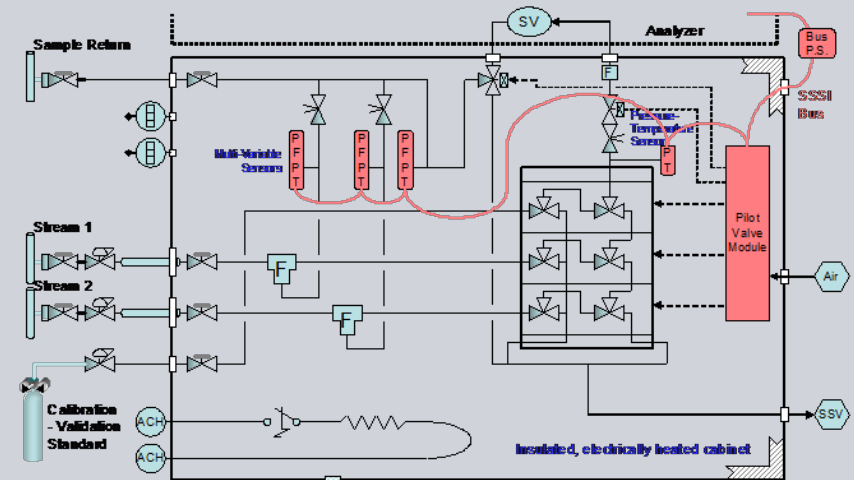 SV
Analyzer
Bus
P.S.
Sample Return
F
SSSI
Bus
Pressure-
Temperature
Sensor
Multi-Variable
Sensors
P
F
P
T
P
F
P
T
P
F
P
T
P
T
Stream 1
Pilot
Valve
Module
F
Air
Stream 2
F
Calibration
- Validation
Standard
ACH
SSV
ACH
Insulated, electrically heated cabinet